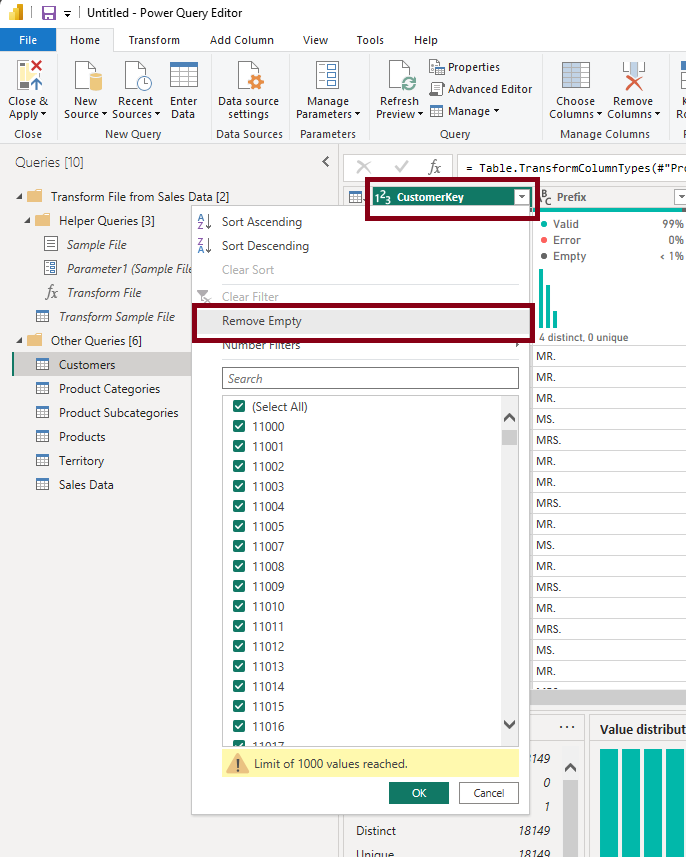 Untitled - Power Query Editor
File Home Transform Add Column View Tools Help
Close & Apply
New Source
Recent Sources
Enter Data
Data source settings
Manage Parameters
Refresh Preview
Properties
Advanced Editor
Manage
Choose Columns
Remove Columns
Close New Query Data Sources Parameters Query Manage Columns
Queries [10]
fx
= Table.TransformColumnTypes(#"Pro
Transform File from Sales Data [2]
Helper Queries [3]
Sample File
Parameter1 (Sample File
fx Transform File
Transform Sample File
Other Queries [6]
Customers
Product Categories
Product Subcategories
Products
Territory
Sales Data
123 CustomerKey
Sort Ascending
Sort Descending
Clear Sort
Clear Filter
Remove Empty
Number Filters
Search
(Select All)
11000
11001
11002
11003
11004
11005
11006
11007
11008
11009
11010
11011
11012
11013
11014
11015
11016
11017
Limit of 1000 values reached.
OK
Cancel
Prefix
Valid 99%
Error 0%
Empty < 1%
4 distinct, 0 unique
MR.
MR.
MR.
MS.
MRS.
MR.
MR.
MR.
MR.
MS.
MR.
MR.
MR.
MRS.
MS.
MR.
Value distribut
0
1
Distinct 18149
Unique 18149